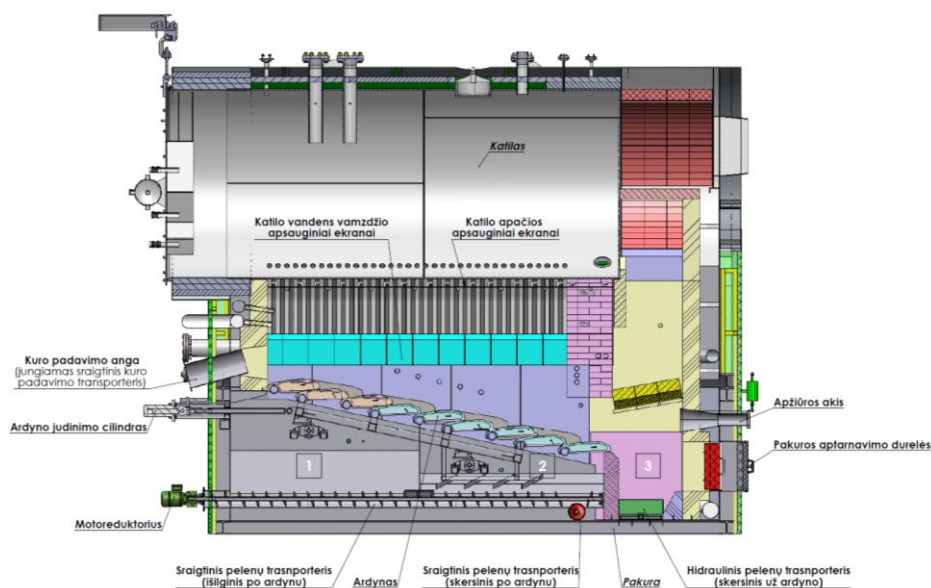 Katilas
Katilo vandens vamzdžio
apsauginiai ekranai
Katilo apačios
apsauginiai ekranai
Kuro padavimo anga
(jungiamas sraigtinis kuro
padavimo transporteris)
Ardyno judinimo cilindras
Apžiūros akis
Pakuros aptarnavimo durelės
1
2
3
Motoreduktorius
Sraigtinis pelenų trasnporteris
(išilginis po ardynu)
Ardynas
Sraigtinis pelenų trasnporteris
(skersinis po ardynu)
Pakura
Hidraulinis pelenų trasnporteris
(skersinis už ardyno)